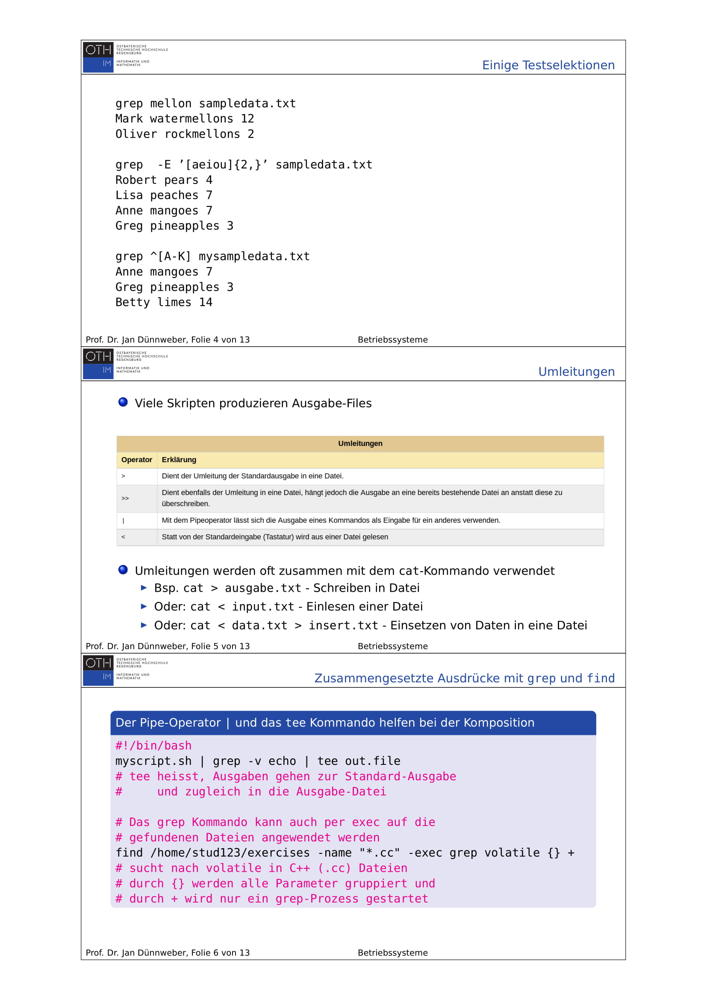 OTH
OSTBAYERISCHE
TECHNISCHE HOCHSCHULE
REGENSBURG
IM
INFORMATIK UND
MATHEMATIK
Einige Testselektionen
grep mellon sampledata.txt
Mark watermellons 12
Oliver rockmellons 2
grep  -E ’[aeiou]{2,}’ sampledata.txt
Robert pears 4
Lisa peaches 7
Anne mangoes 7
Greg pineapples 3
grep ^[A-K] mysampledata.txt
Anne mangoes 7
Greg pineapples 3
Betty limes 14
Prof. Dr. Jan Dünnweber, Folie 4 von 13 Betriebssysteme
OTH
OSTBAYERISCHE
TECHNISCHE HOCHSCHULE
REGENSBURG
IM
INFORMATIK UND
MATHEMATIK
Umleitungen
Viele Skripten produzieren Ausgabe-Files
Umleitungen
Operator Erklärung
> Dient der Umleitung der Standardausgabe in eine Datei.
>> Dient ebenfalls der Umleitung in eine Datei, hängt jedoch die Ausgabe an eine bereits bestehende Datei an anstatt diese zu
überschreiben.
| Mit dem Pipeoperator lässt sich die Ausgabe eines Kommandos als Eingabe für ein anderes verwenden.
< Statt von der Standardeingabe (Tastatur) wird aus einer Datei gelesen
Umleitungen werden oft zusammen mit dem cat-Kommando verwendet
► Bsp. cat > ausgabe.txt - Schreiben in Datei
► Oder: cat < input.txt - Einlesen einer Datei
► Oder: cat < data.txt > insert.txt - Einsetzen von Daten in eine Datei
Prof. Dr. Jan Dünnweber, Folie 5 von 13 Betriebssysteme
OTH
OSTBAYERISCHE
TECHNISCHE HOCHSCHULE
REGENSBURG
IM
INFORMATIK UND
MATHEMATIK
Zusammengesetzte Ausdrücke mit grep und find
Der Pipe-Operator | und das tee Kommando helfen bei der Komposition
#!/bin/bash
myscript.sh | grep -v echo | tee out.file
# tee heisst, Ausgaben gehen zur Standard-Ausgabe
#     und zugleich in die Ausgabe-Datei
# Das grep Kommando kann auch per exec auf die
# gefundenen Dateien angewendet werden
find /home/stud123/exercises -name "*.cc" -exec grep volatile {} +
# sucht nach volatile in C++ (.cc) Dateien
# durch {} werden alle Parameter gruppiert und
# durch + wird nur ein grep-Prozess gestartet
Prof. Dr. Jan Dünnweber, Folie 6 von 13 Betriebssysteme